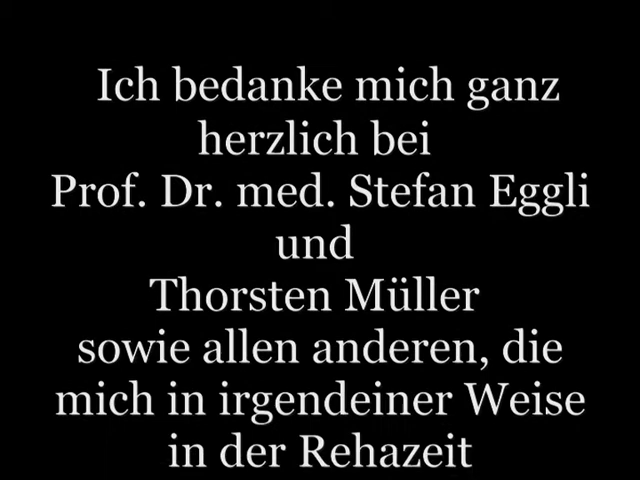 Ich bedanke mich ganz
herzlich bei
Prof. Dr. med. Stefan Eggli
und
Thorsten Müller
sowie allen anderen, die
mich in irgendeiner Weise
in der Rehazeit